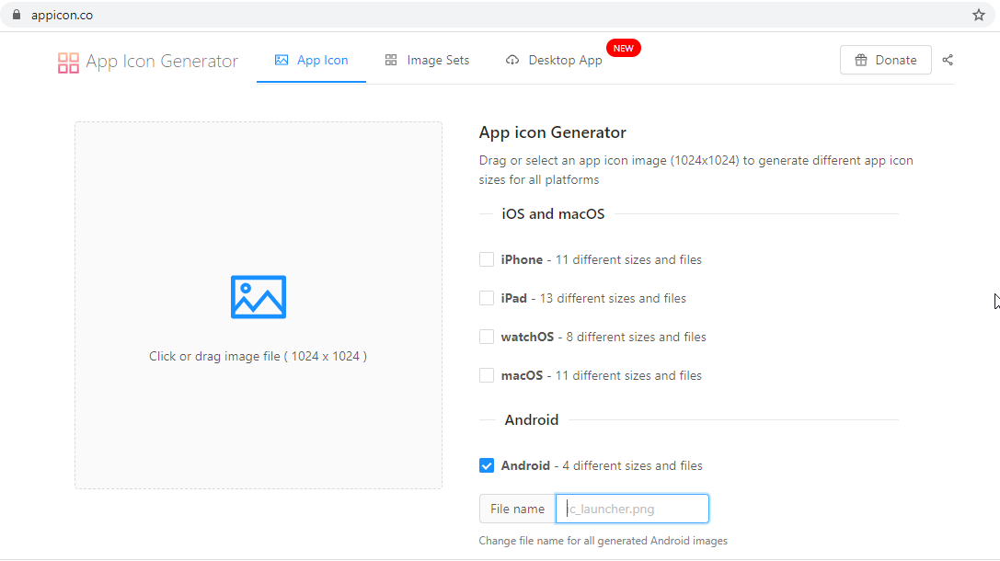 appicon.co
App Icon Generator
App Icon
Image Sets
Desktop App
NEW
Donate
Click or drag image file ( 1024 x 1024 )
App icon Generator
Drag or select an app icon image (1024x1024) to generate different app icon
sizes for all platforms
iOS and macOS
iPhone - 11 different sizes and files
iPad - 13 different sizes and files
watchOS - 8 different sizes and files
macOS - 11 different sizes and files
Android
Android - 4 different sizes and files
File name
ic_launcher.png
Change file name for all generated Android images